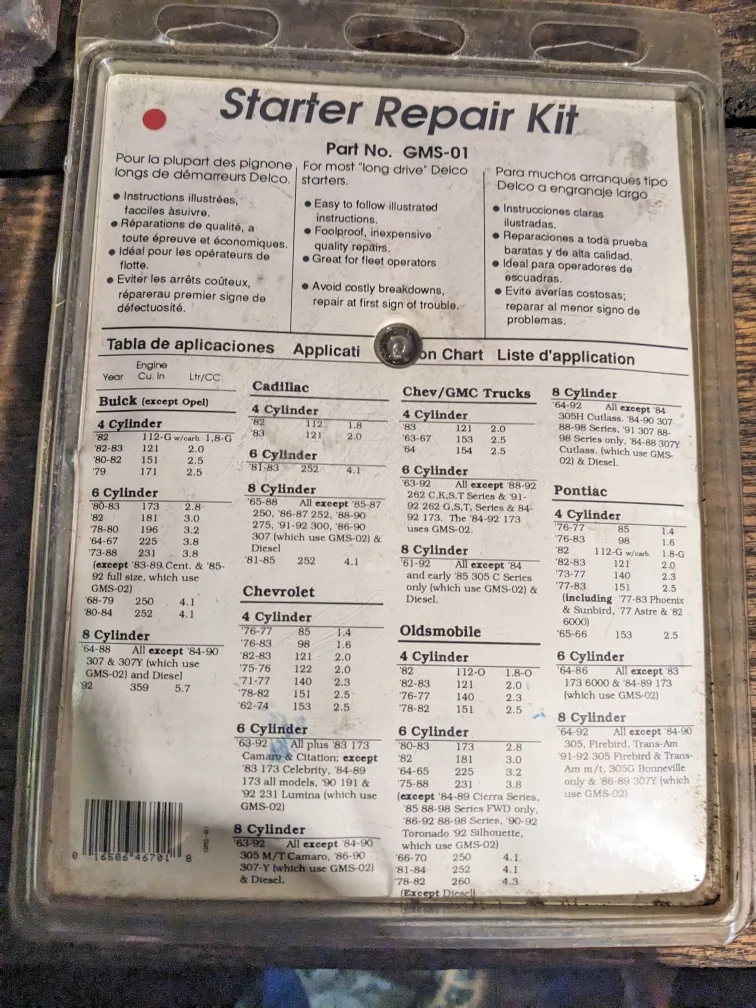 Starter Repair Kit
Part No. GMS-01
Pour la plupart des pignone
longs de démarreurs Delco.
• Instructions illustrées,
facciles àsuivre.
• Réparations de qualité, a
toute épreuve et économiques.
• Idéal pour les opérateurs de
flotte.
• Eviter les arrêts coûteux,
réparerau premier signe de
défectuosité.
For most "long drive" Delco
starters.
• Easy to follow illustrated
instructions.
• Foolproof, inexpensive
quality repairs.
• Great for fleet operators
• Avoid costly breakdowns,
repair at first sign of trouble.
Para muchos arranques tipo
Delco a engranaje largo
• Instrucciones claras
ilustradas.
• Reparaciones a toda prueba
baratas y de alta calidad.
• Ideal para operadores de
escuadras.
• Evite averías costosas;
reparar al menor signo de
problemas.
Tabla de aplicaciones Applicati on Chart Liste d'application
Engine
Year Cu. In Ltr/CC
Buick (except Opel)
4 Cylinder
'82 112-G w/carb. 1,8-G
'82-83 121 2.0
'80-82 151 2.5
'79 171 2.5
6 Cylinder
'80-83 173 2.8
'82 181 3.0
'78-80 196 3.2
'64-67 225 3.8
'73-88 231 3.8
(except '83-89 Cent. & '85-
92 full size, which use
GMS-02)
'68-79 250 4.1
'80-84 252 4.1
8 Cylinder
'64-88 All except '84-90
307 & 307Y (which use
GMS-02) and Diesel
'92 359 5.7
0 16506 46701 8
GMS-01
Cadillac
4 Cylinder
'82 112 1.8
'83 121 2.0
6 Cylinder
'81-83 252 4.1
8 Cylinder
'65-88 All except '85-87
250, '86-87 252, '88-90
275, '91-92 300, '86-90
307 (which use GMS-02) &
Diesel
'81-85 252 4.1
Chevrolet
4 Cylinder
'76-77 85 1.4
'76-83 98 1.6
'82-83 121 2.0
'75-76 122 2.0
'71-77 140 2.3
'78-82 151 2.5
'62-74 153 2.5
6 Cylinder
'63-92 All plus '83 173
Camaro & Citation; except
'83 173 Celebrity, '84-89
173 all models, '90 191 &
'92 231 Lumina (which use
GMS-02)
8 Cylinder
'63-92 All except '84-90
305 M/T Camaro, '86-90
307-Y (which use GMS-02)
& Diesel.
Chev/GMC Trucks
4 Cylinder
'83 121 2.0
'63-67 153 2.5
'64 154 2.5
6 Cylinder
'63-92 All except '88-92
262 C,K,S,T Series & '91-
92 262 G,S,T, Series & 84-
92 173. The '84-92 173
uses GMS-02.
8 Cylinder
'61-92 All except '84
and early '85 305 C Series
only (which use GMS-02) &
Diesel.
Oldsmobile
4 Cylinder
'82 112-O 1.8-O
'82-83 121 2.0
'76-77 140 2.3
'78-82 151 2.5
6 Cylinder
'80-83 173 2.8
'82 181 3.0
'64-65 225 3.2
'75-88 231 3.8
(except '84-89 Cierra Series,
'85 88-98 Series FWD only,
'86-92 88-98 Series, '90-92
Toronado '92 Silhouette,
which use GMS-02)
'66-70 250 4.1
'81-84 252 4.1
'78-82 260 4.3
(Except Diesel)
8 Cylinder
'64-92 All except '84
305H Cutlass. '84-90 307
88-98 Series, '91 307 88-
98 Series only, '84-88 307Y
Cutlass. (which use GMS-
02) & Diesel.
Pontiac
4 Cylinder
'76-77 85 1.4
'76-83 98 1.6
'82 112-G w/carb. 1.8-G
'82-83 121 2.0
'73-77 140 2.3
'77-83 151 2.5
(including '77-83 Phoenix
& Sunbird, '77 Astre & '82
6000)
'65-66 153 2.5
6 Cylinder
'64-86 All except '83
173 6000 & '84-89 173
(which use GMS-02)
8 Cylinder
'64-92 All except '84-90
305, Firebird, Trans-Am
'91-92 305 Firebird & Trans-
Am m/t, 305G Bonneville
only & '86-89 307Y (which
use GMS-02)